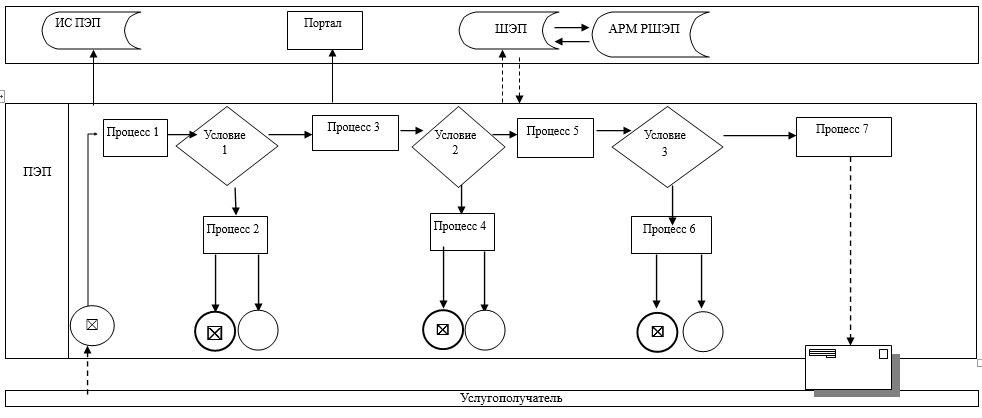 ИС ПЭП
Портал
ШЭП
АРМ РШЭП
ПЭП
Процесс 1
Условие
1
Процесс 3
Условие
2
Процесс 5
Условие
3
Процесс 7
Процесс 2
Процесс 4
Процесс 6
Услугополучатель